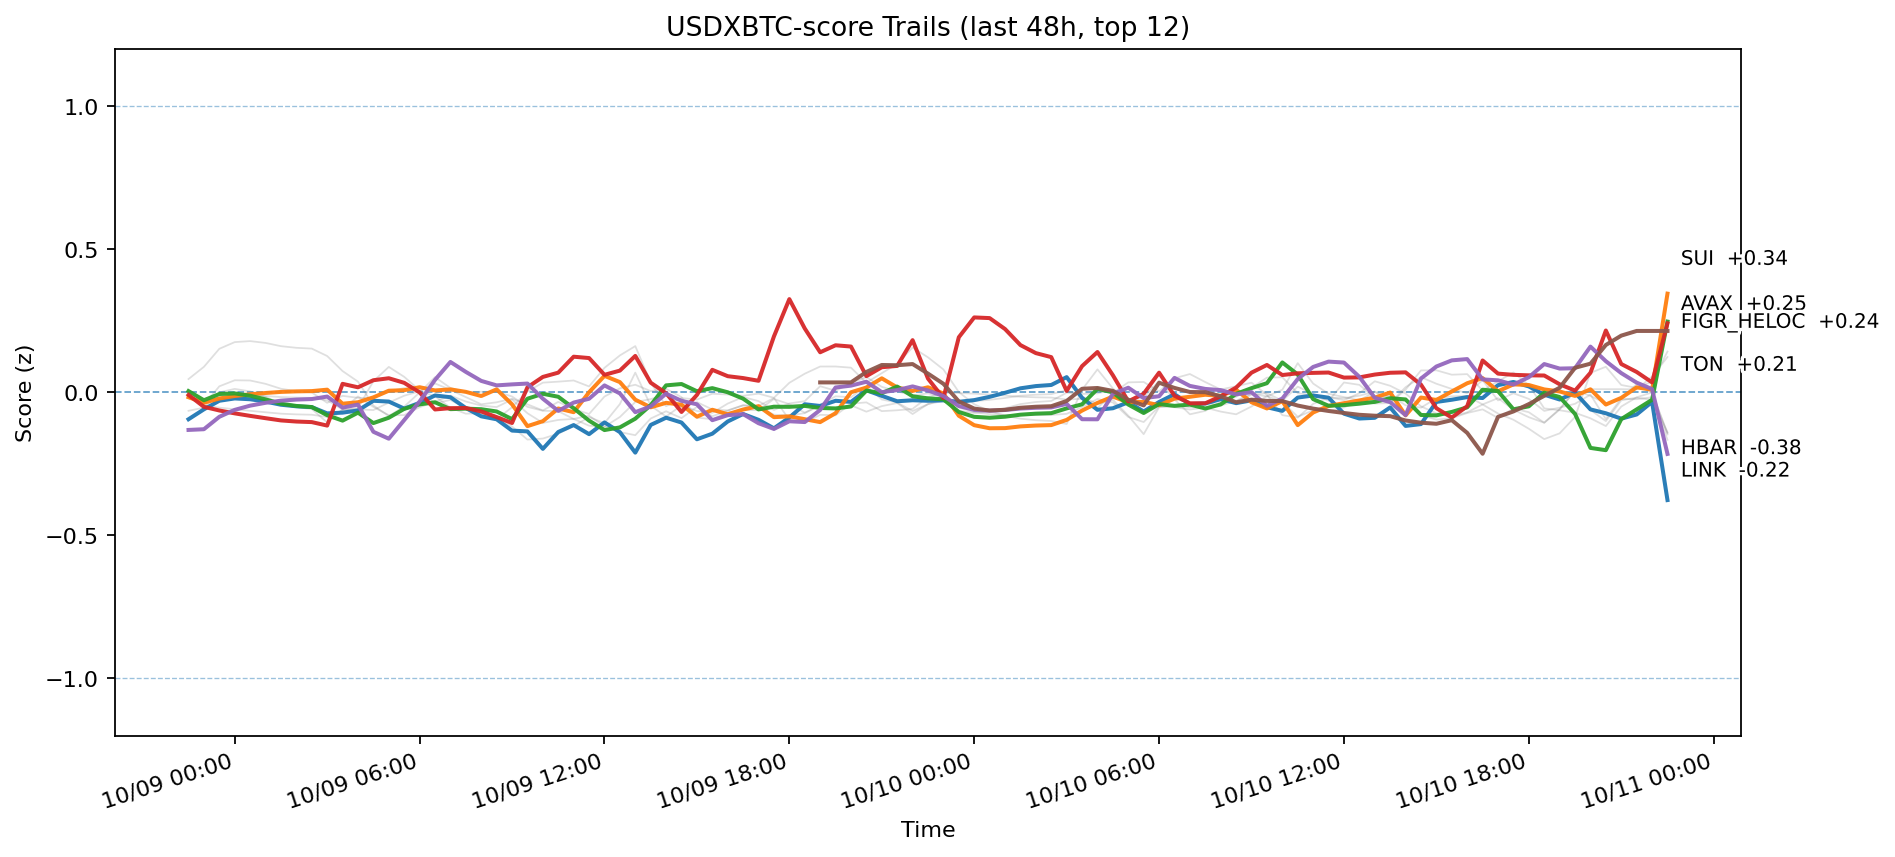 USDXBTC-score Trails (last 48h, top 12)
Score (z)
1.0
0.5
0.0
−0.5
−1.0
SUI +0.34
AVAX +0.25
FIGR_HELOC +0.24
TON +0.21
HBAR -0.38
LINK -0.22
10/09 00:00
10/09 06:00
10/09 12:00
10/09 18:00
10/10 00:00
10/10 06:00
10/10 12:00
10/10 18:00
10/11 00:00
Time